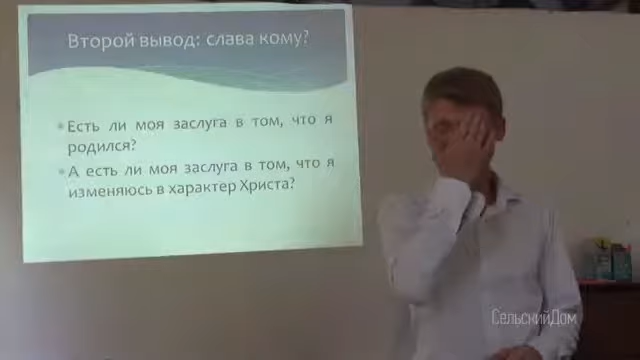 Второй вывод: слава кому?
Есть ли моя заслуга в том, что я
родился?
А есть ли моя заслуга в том, что я
изменяюсь в характер Христа?
СельскийДом